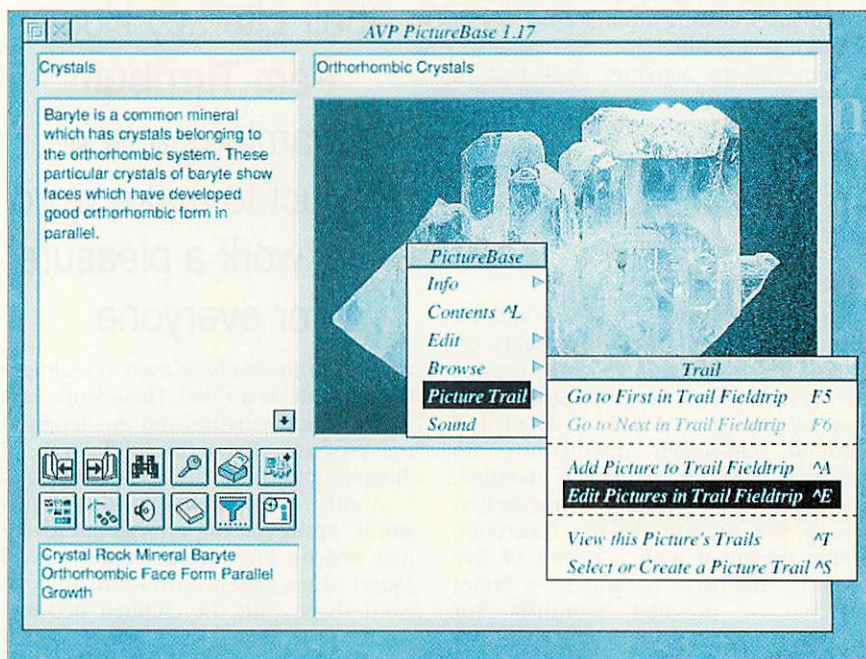 AVP PictureBase 1.17
Crystals
Orthorhombic Crystals
Baryte is a common mineral
which has crystals belonging to
the orthorhombic system. These
particular crystals of baryte show
faces which have developed
good orthorhombic form in
parallel.
PictureBase
Info
Contents ^L
Edit
Browse
Picture Trail
Sound
Trail
Go to First in Trail Fieldtrip F5
Go to Next in Trail Fieldtrip F6
Add Picture to Trail Fieldtrip ^A
Edit Pictures in Trail Fieldtrip ^E
View this Picture's Trails ^T
Select or Create a Picture Trail ^S
Crystal Rock Mineral Baryte
Orthorhombic Face Form Parallel
Growth
work a pleasure
for everyone